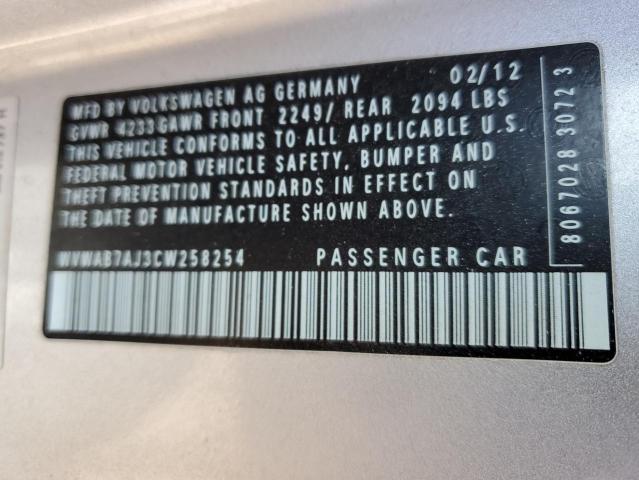 MFD BY VOLKSWAGEN AG GERMANY 02/12
GVWR 4233 GAWR FRONT 2249/ REAR 2094 LBS
THIS VEHICLE CONFORMS TO ALL APPLICABLE U.S.
FEDERAL MOTOR VEHICLE SAFETY, BUMPER AND
THEFT PREVENTION STANDARDS IN EFFECT ON
THE DATE OF MANUFACTURE SHOWN ABOVE.
WVWAB7AJ3CW258254 PASSENGER CAR
8067028 3072 3